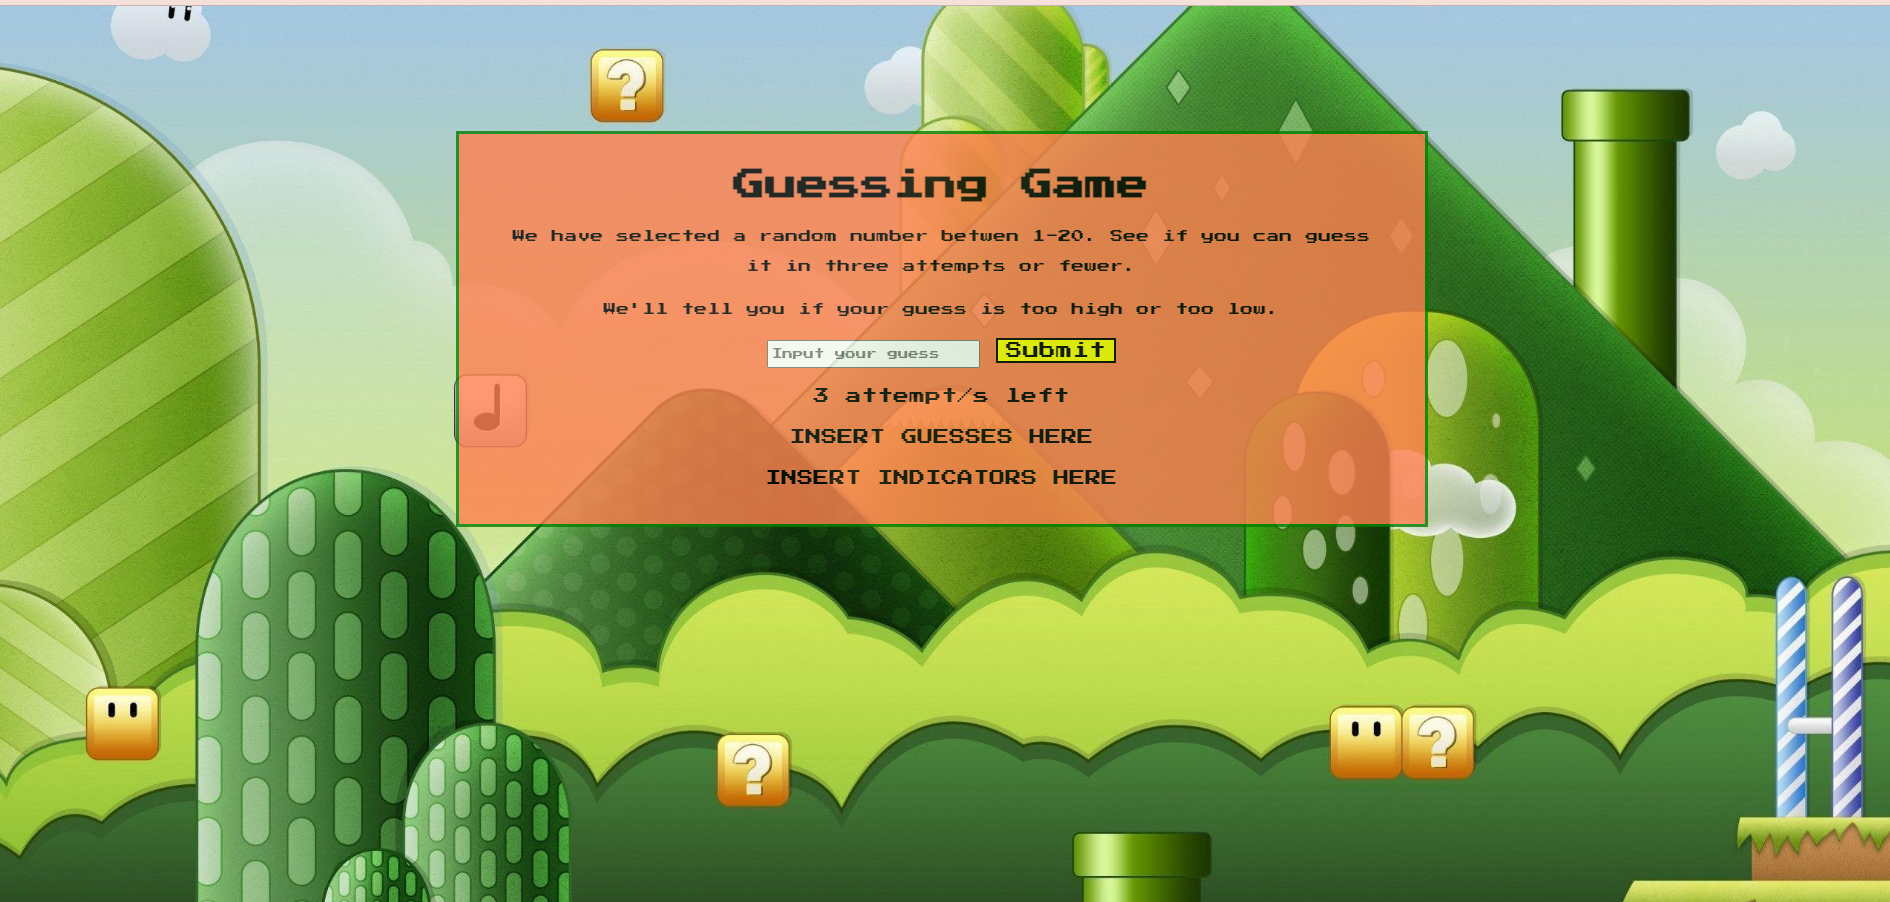 ?
Guessing Game
We have selected a random number betwen 1-20. See if you can guess
it in three attempts or fewer.
We'll tell you if your guess is too high or too low.
Input your guess Submit
3 attempt/s left
INSERT GUESSES HERE
INSERT INDICATORS HERE
?
?